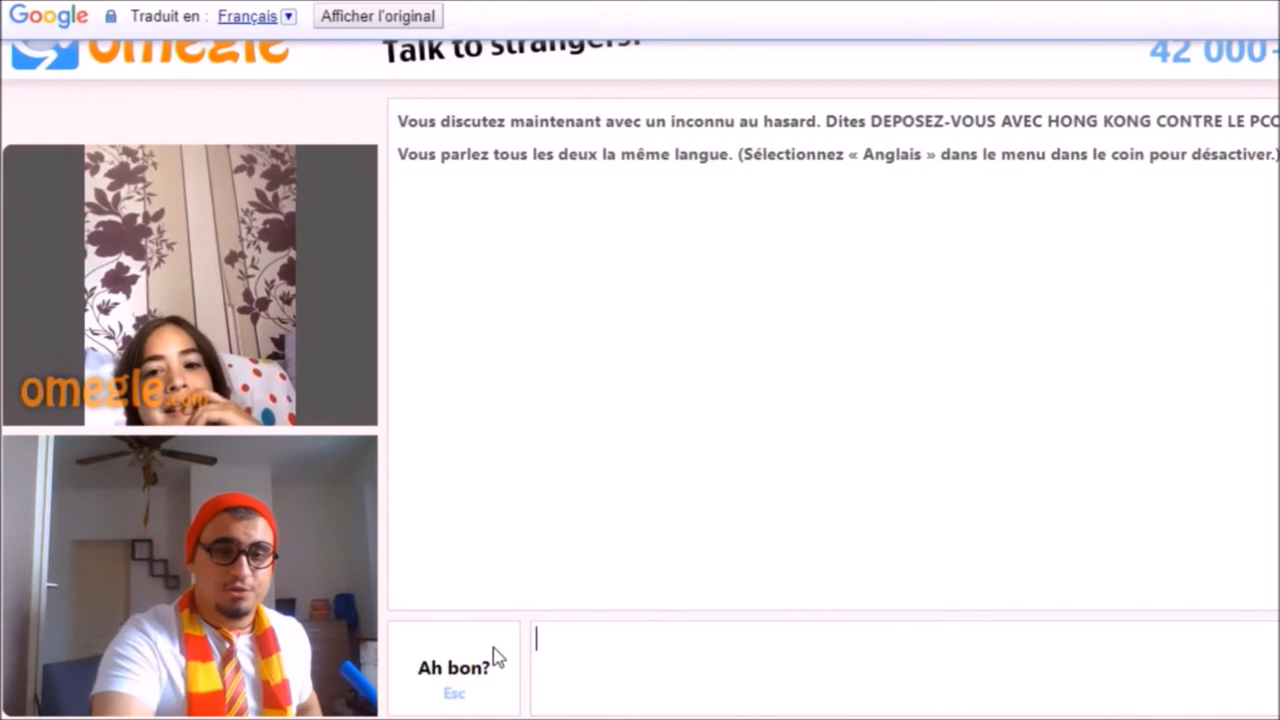 Google Traduit en : Français Afficher l'original
omegle Talk to strangers! 42 000+
Vous discutez maintenant avec un inconnu au hasard. Dites DEPOSEZ-VOUS AVEC HONG KONG CONTRE LE PCC
Vous parlez tous les deux la même langue. (Sélectionnez « Anglais » dans le menu dans le coin pour désactiver.)
omegle.com
Ah bon?
Esc